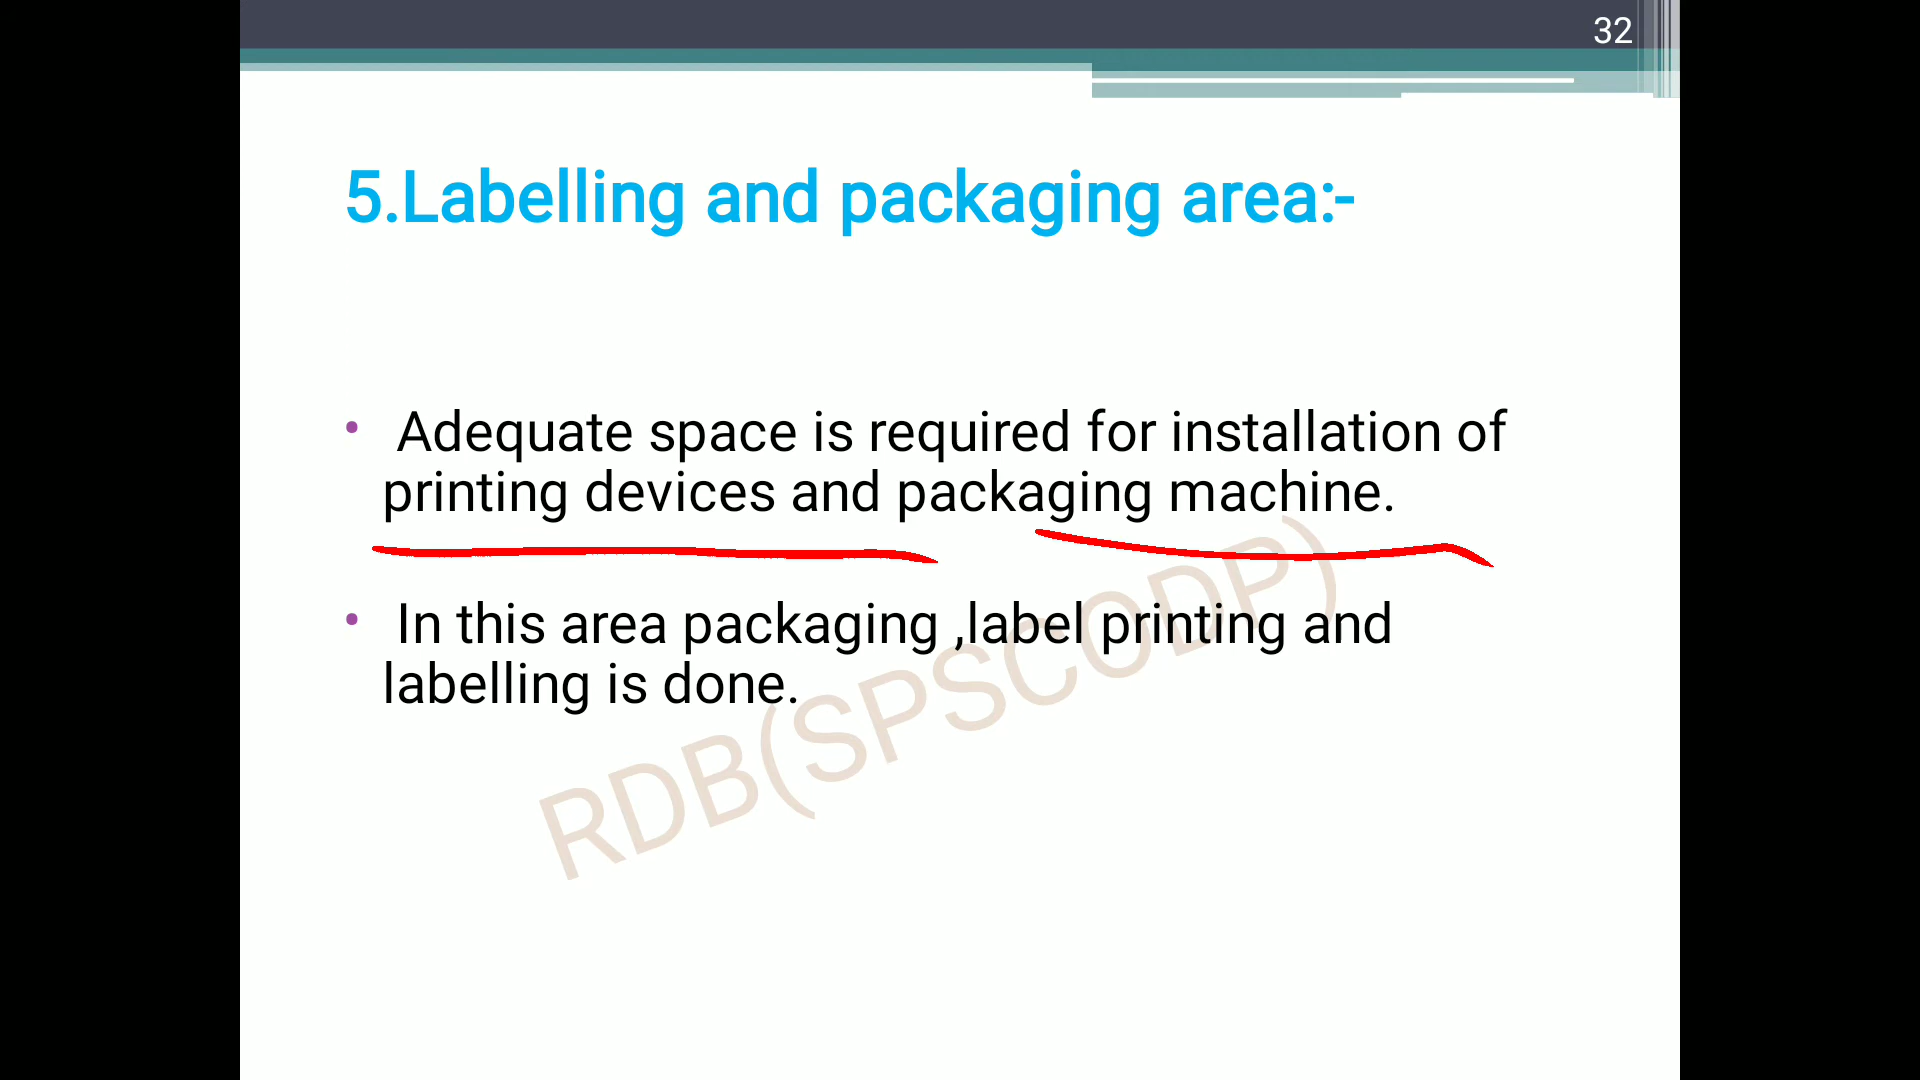 32
5.Labelling and packaging area:-
• Adequate space is required for installation of
printing devices and packaging machine.
• In this area packaging ,label printing and
labelling is done.
RDB(SPSCODP)